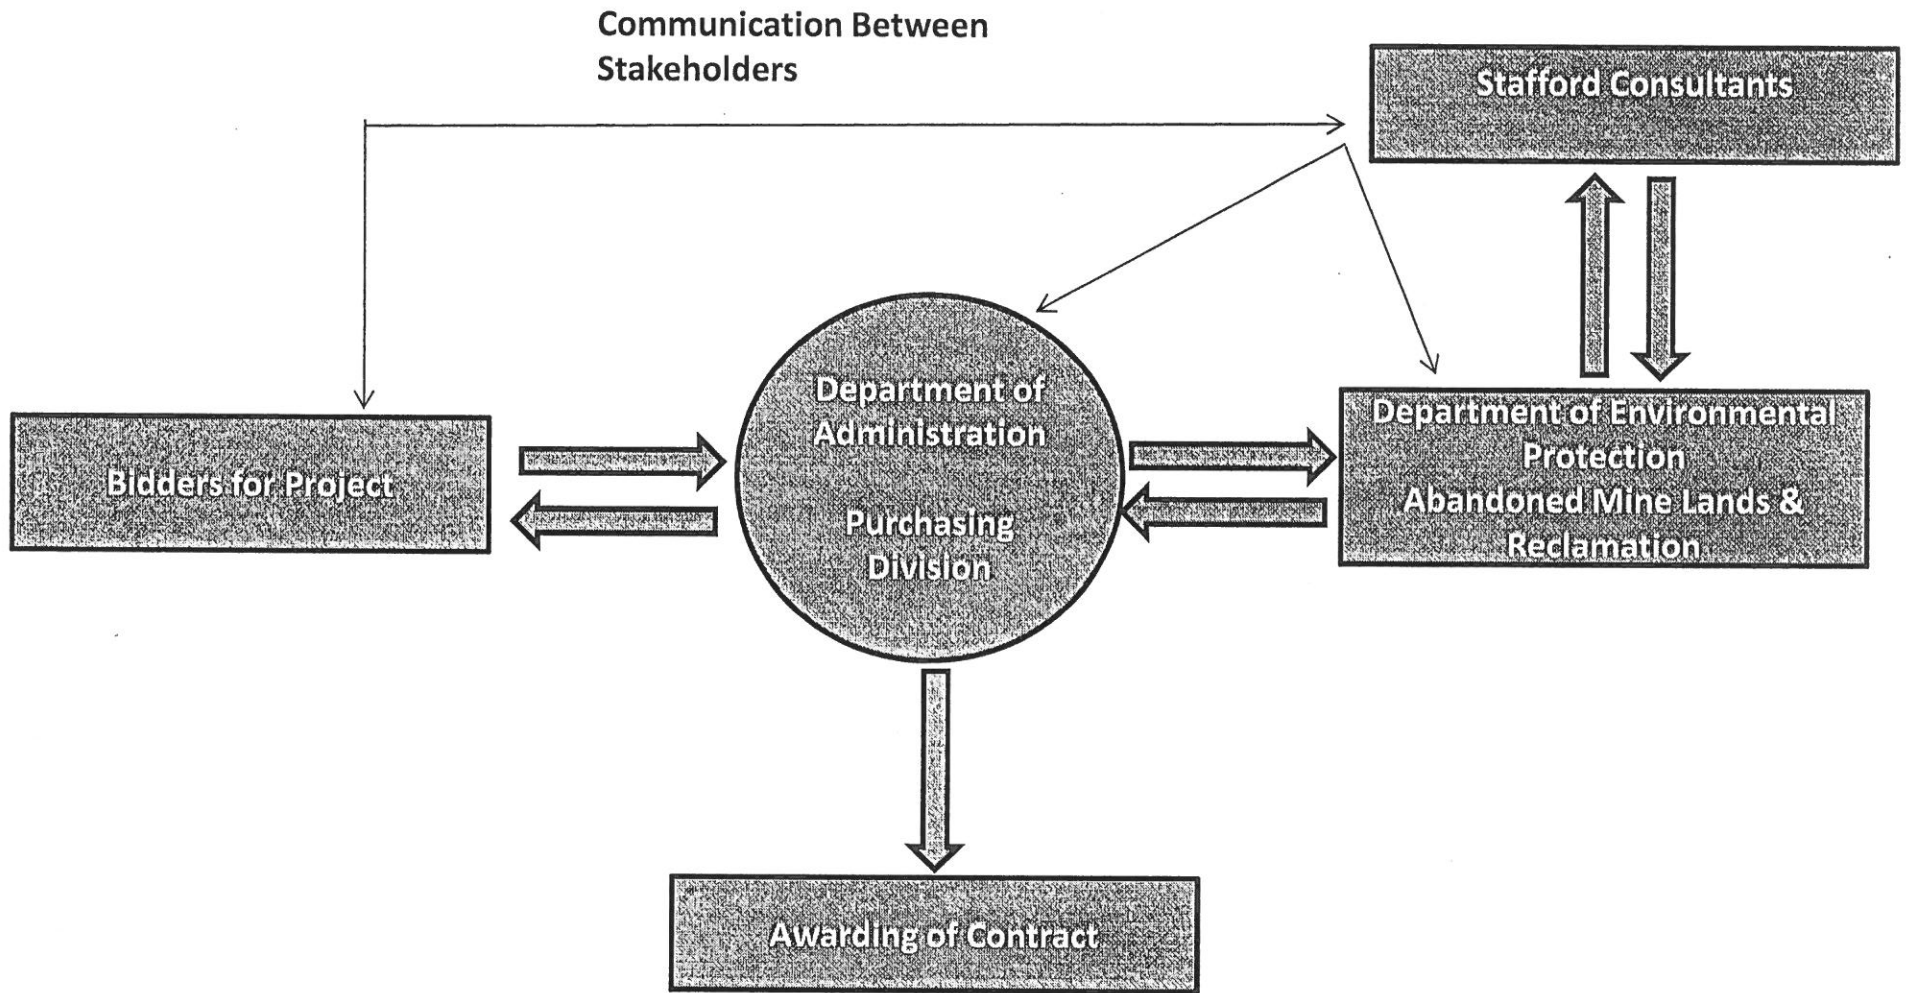 Communication Between
Stakeholders
Stafford Consultants
Department of
Administration
Purchasing
Division
Bidders for Project
Department of Environmental
Protection
Abandoned Mine Lands &
Reclamation
Awarding of Contract